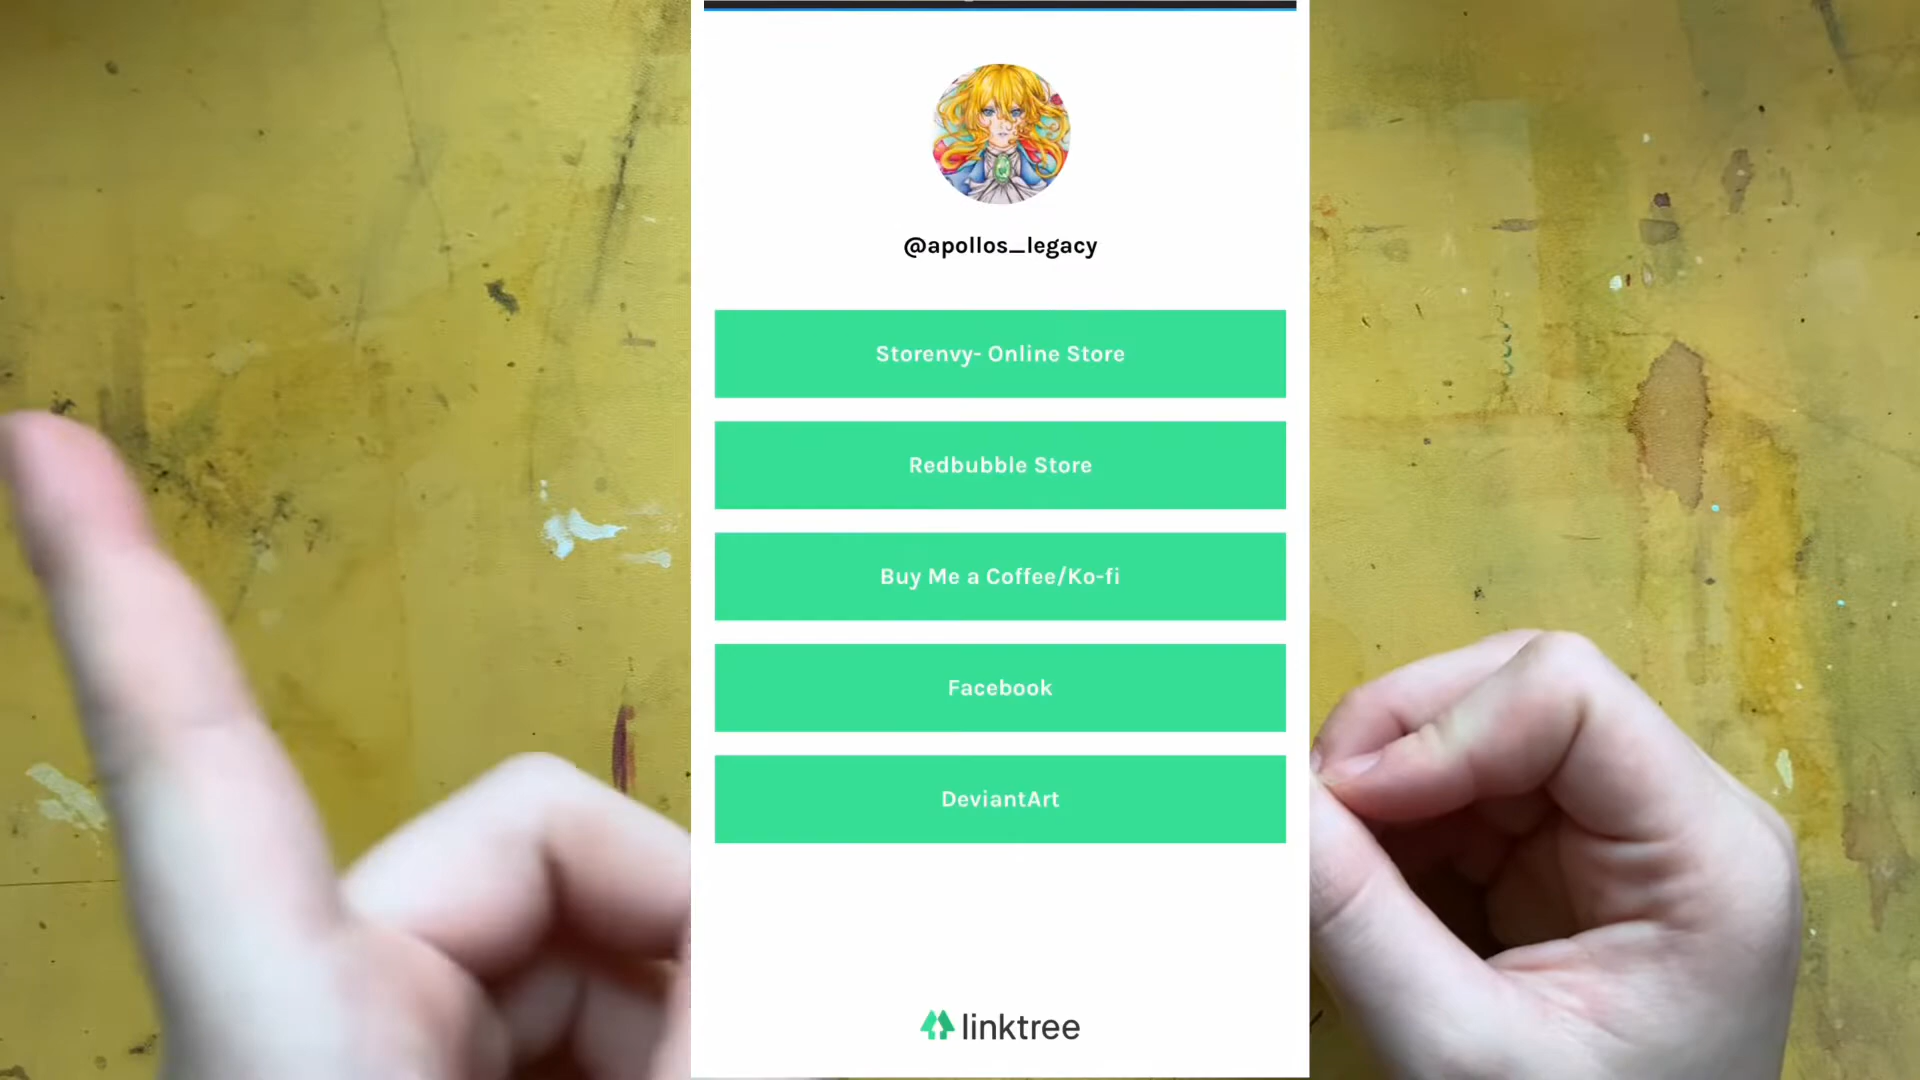 @apollos_legacy
Storenvy- Online Store
Redbubble Store
Buy Me a Coffee/Ko-fi
Facebook
DeviantArt
linktree